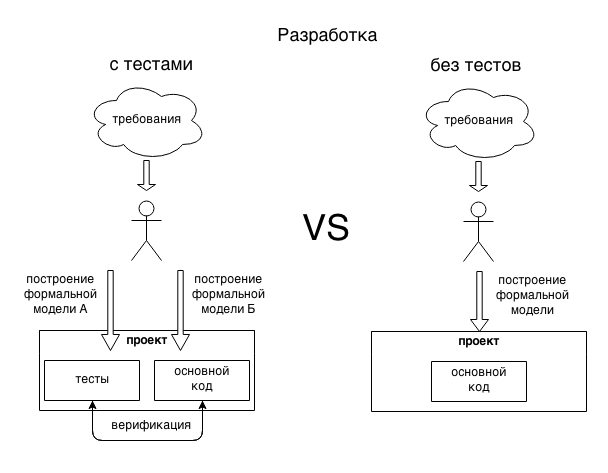 Разработка
с тестами
требования
построение
формальной
модели А
построение
формальной
модели Б
проект
тесты
основной
код
верификация
VS
без тестов
требования
построение
формальной
модели
проект
основной
код